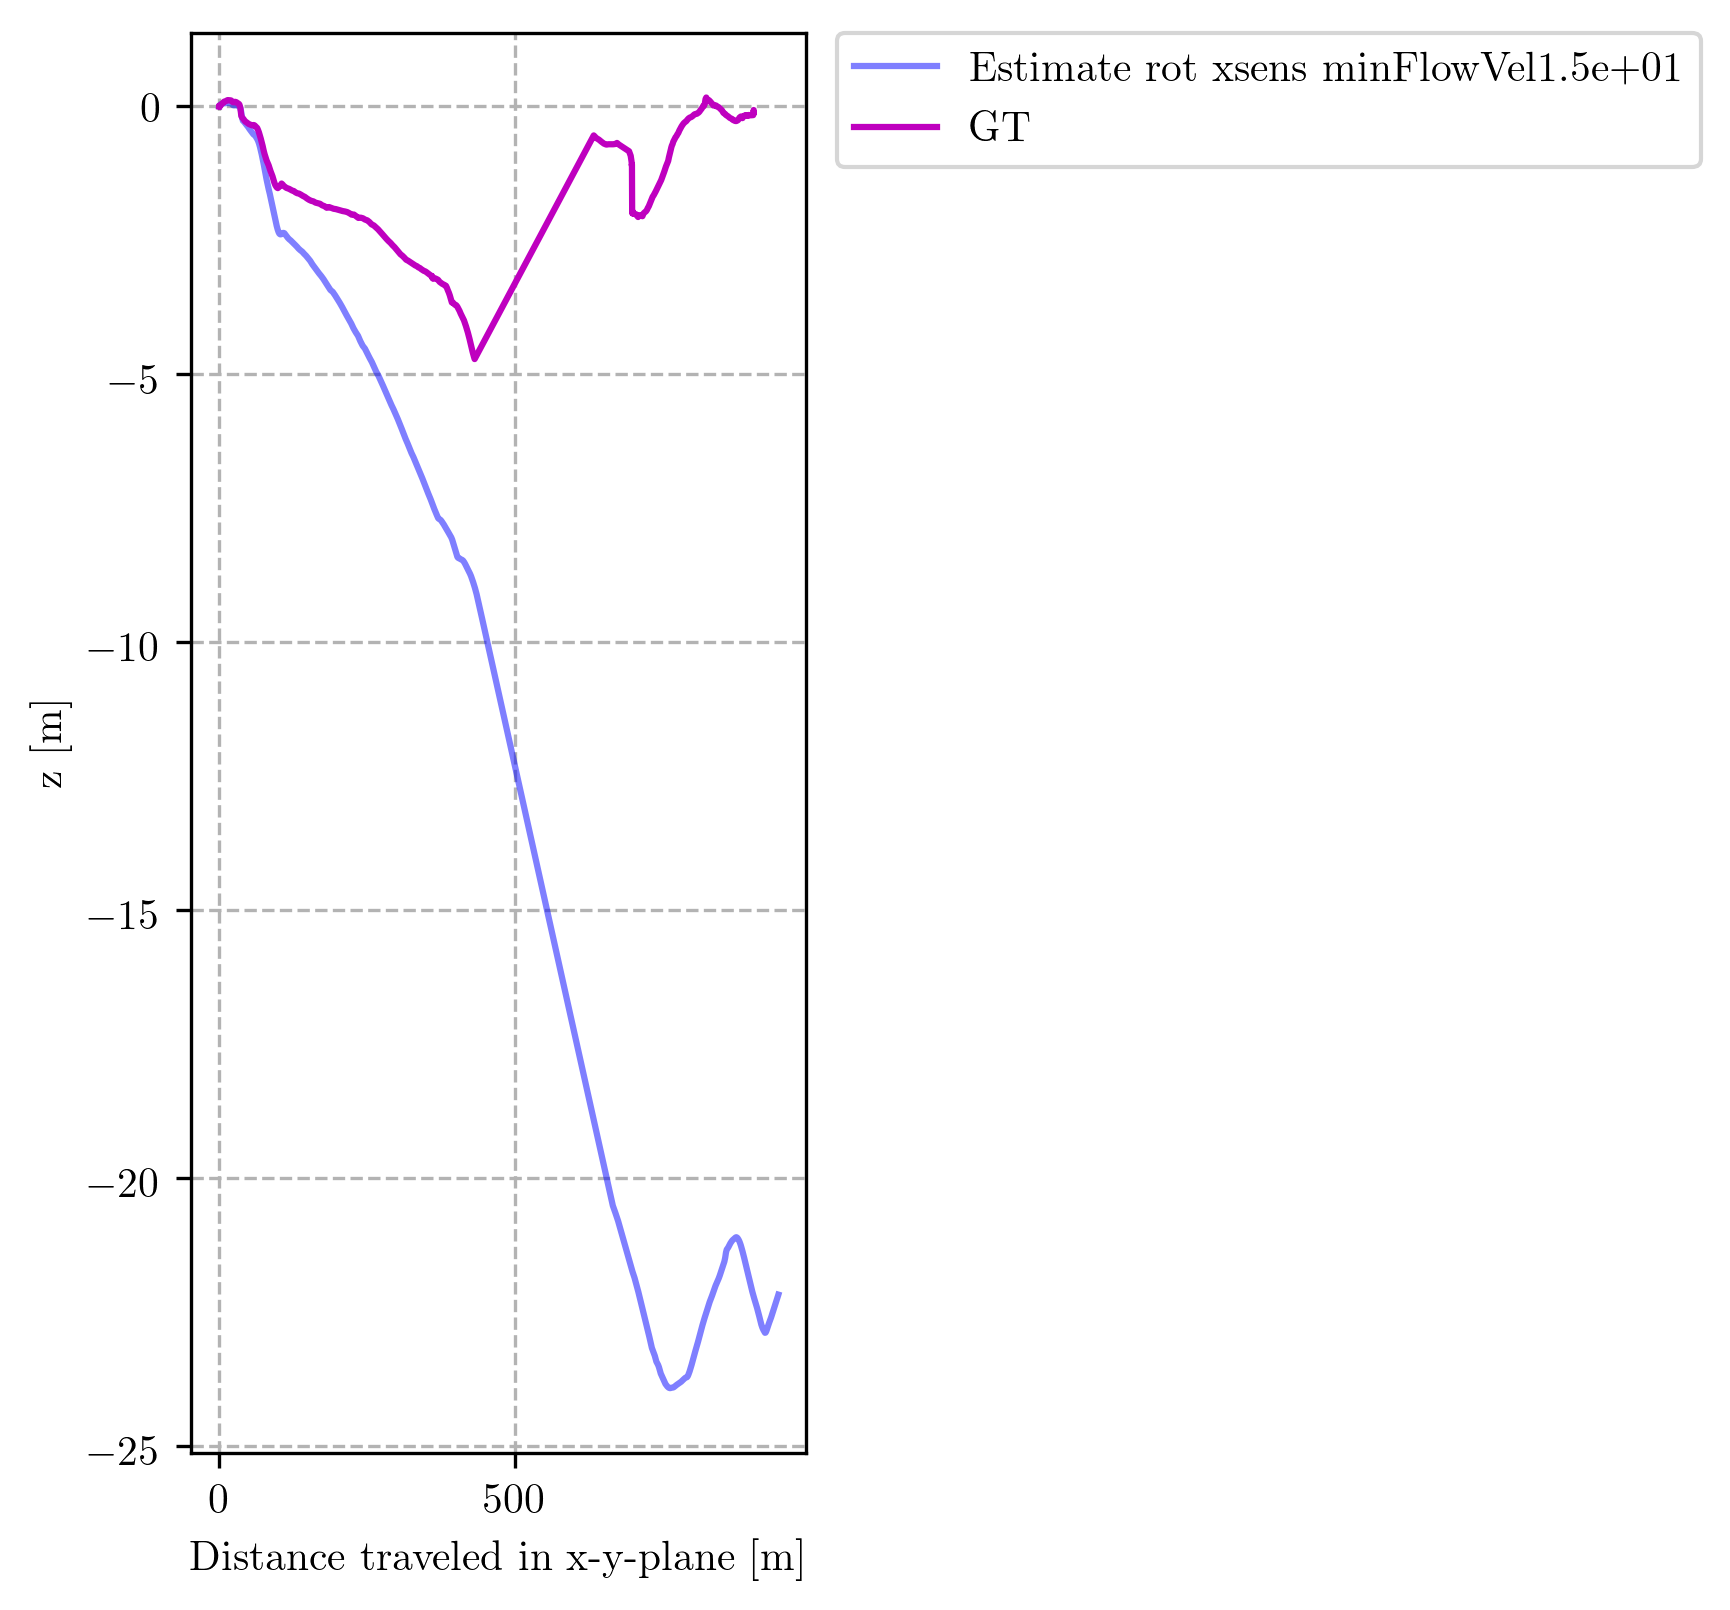 Estimate rot xsens minFlowVel1.5e+01
GT
0
−5
−10
−15
−20
−25
z [m]
0 500
Distance traveled in x-y-plane [m]